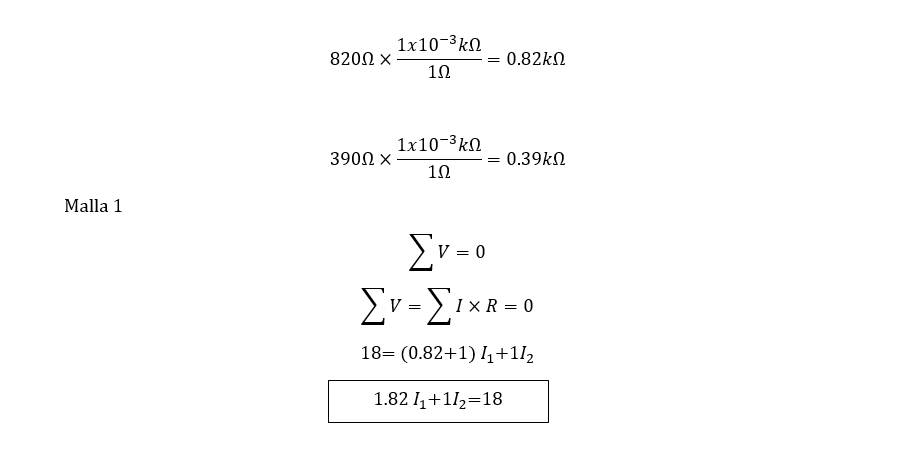 820Ω × 1x10⁻³kΩ / 1Ω = 0.82kΩ
390Ω × 1x10⁻³kΩ / 1Ω = 0.39kΩ
Malla 1
∑ V = 0
∑ V = ∑ I × R = 0
18= (0.82+1) I₁+1I₂
1.82 I₁+1I₂=18